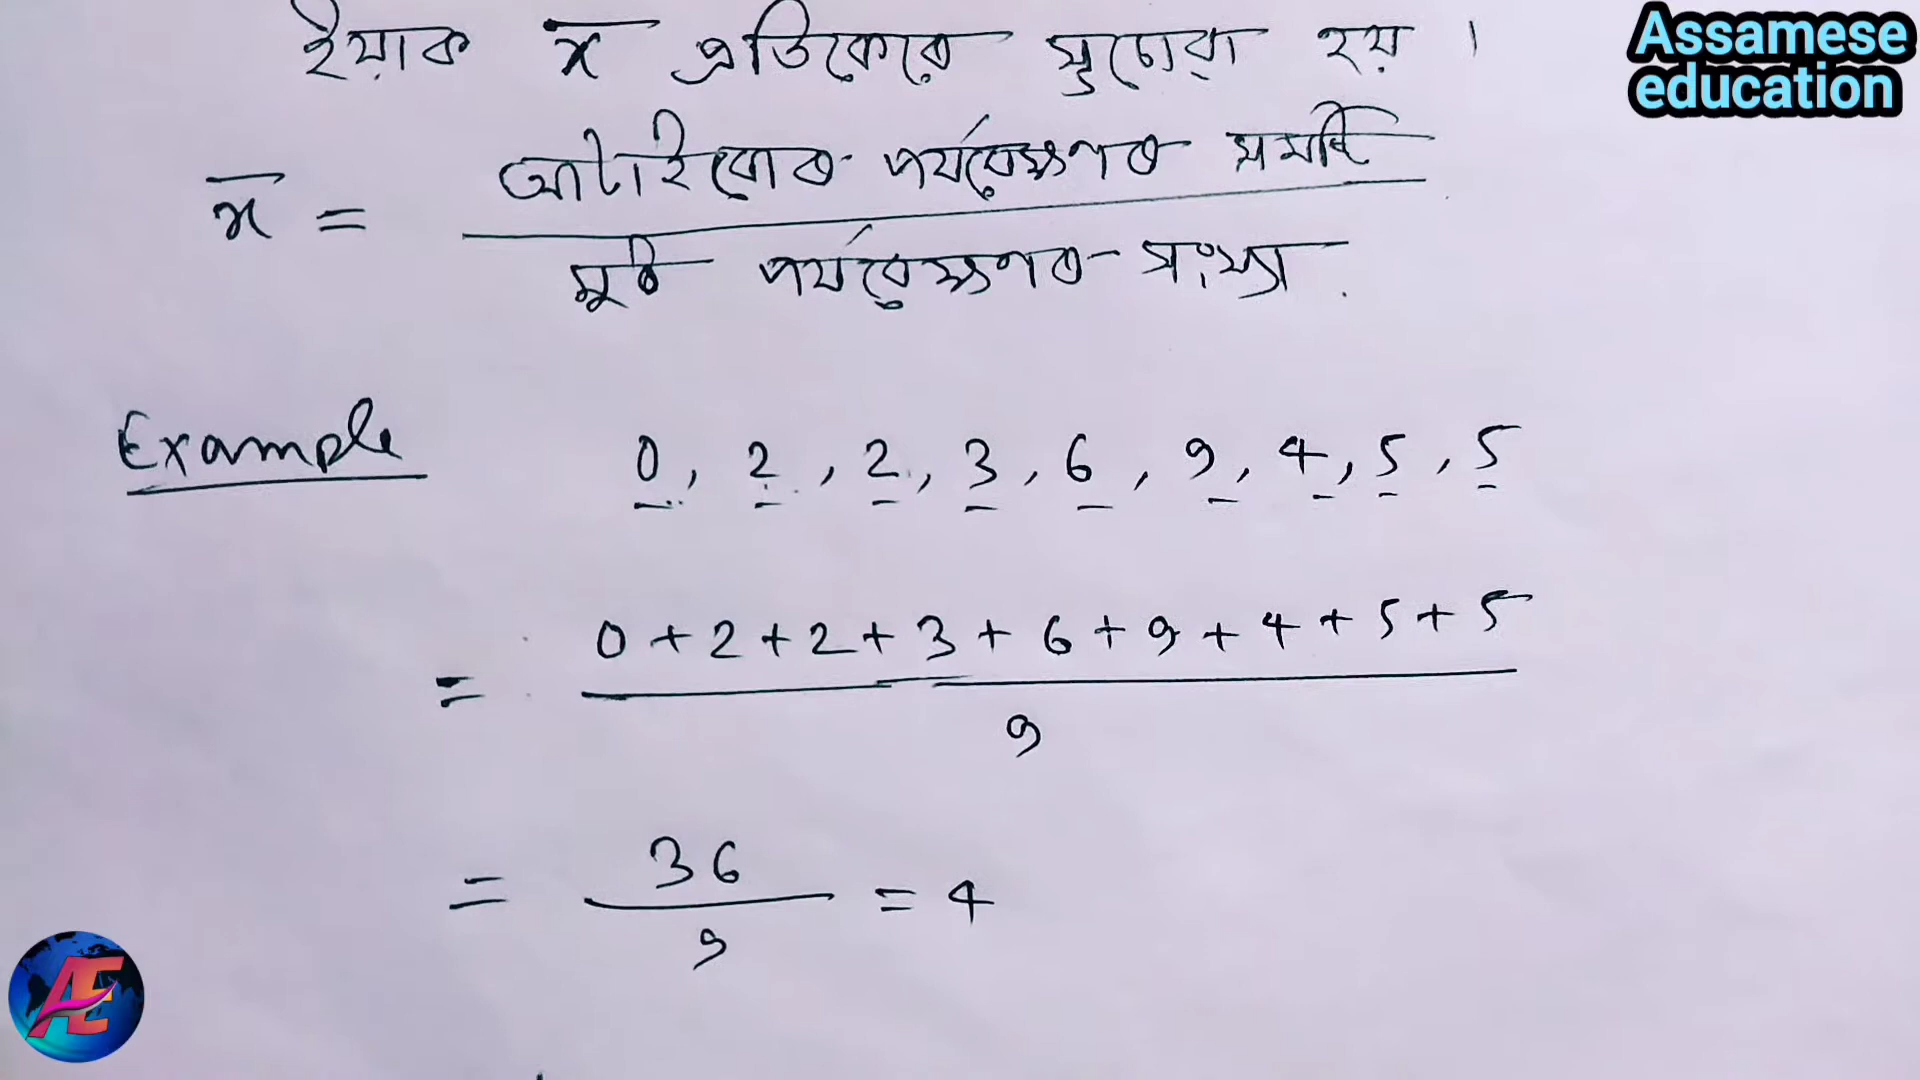 ইয়াক x̄ প্ৰতিকেৰে সূচোৱা হয় ।
Assamese
education
x̄ = আটাইবোৰ পৰ্যবেক্ষণৰ সমষ্টি
মুঠ পৰ্যবেক্ষণৰ সংখ্যা
Example 0, 2, 2, 3, 6, 9, 4, 5, 5
= 0 + 2 + 2 + 3 + 6 + 9 + 4 + 5 + 5
9
= 36 = 4
9
AE